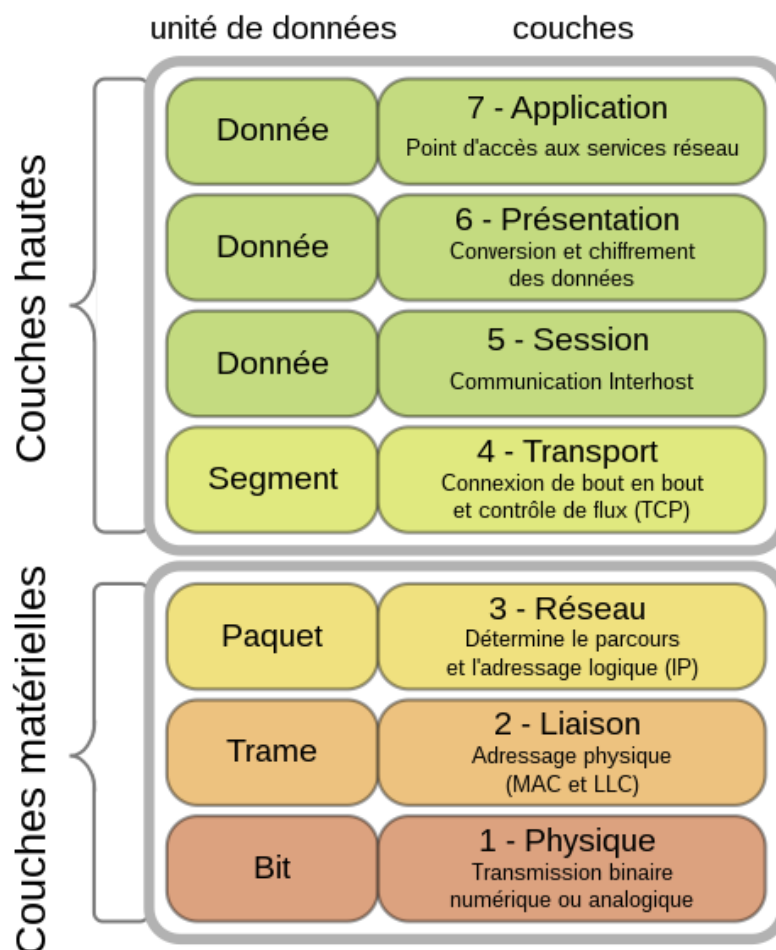 unité de données couches
Couches hautes
Donnée
7 - Application
Point d'accès aux services réseau
Donnée
6 - Présentation
Conversion et chiffrement
des données
Donnée
5 - Session
Communication Interhost
Segment
4 - Transport
Connexion de bout en bout
et contrôle de flux (TCP)
Couches matérielles
Paquet
3 - Réseau
Détermine le parcours
et l'adressage logique (IP)
Trame
2 - Liaison
Adressage physique
(MAC et LLC)
Bit
1 - Physique
Transmission binaire
numérique ou analogique